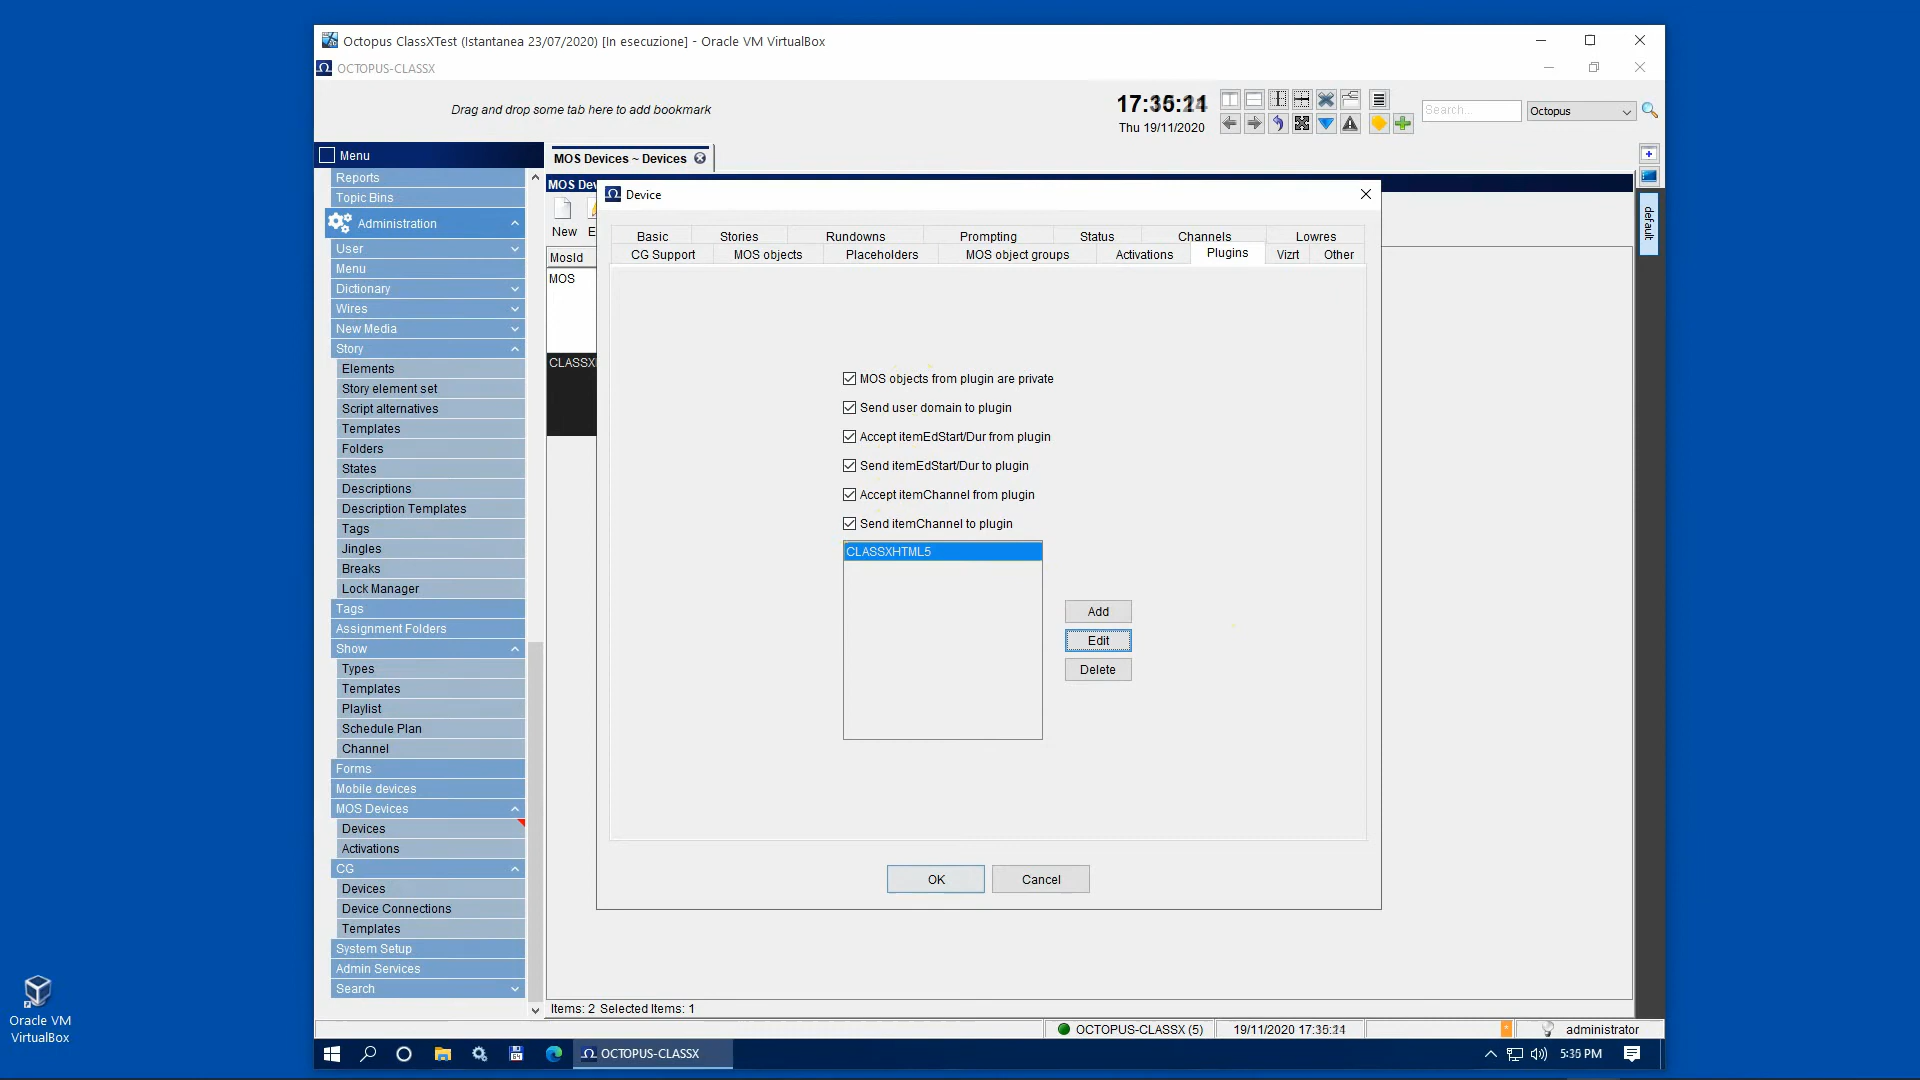 Octopus ClassXTest (Istantanea 23/07/2020) [In esecuzione] - Oracle VM VirtualBox
OCTOPUS-CLASSX
Drag and drop some tab here to add bookmark
Thu 19/11/2020
Search...
Octopus
Menu
MOS Devices ~ Devices
Reports
Topic Bins
Administration
User
Menu
Dictionary
Wires
New Media
Story
Elements
Story element set
Script alternatives
Templates
Folders
States
Descriptions
Description Templates
Tags
Jingles
Breaks
Lock Manager
Tags
Assignment Folders
Show
Types
Templates
Playlist
Schedule Plan
Channel
Forms
Mobile devices
MOS Devices
Devices
Activations
CG
Devices
Device Connections
Templates
System Setup
Admin Services
Search
MOS Dev
New E
MosId
MOS
CLASSX
Device
Basic Stories Rundowns Prompting Status Channels Lowres
CG Support MOS objects Placeholders MOS object groups Activations Plugins Vizrt Other
MOS objects from plugin are private
Send user domain to plugin
Accept itemEdStart/Dur from plugin
Send itemEdStart/Dur to plugin
Accept itemChannel from plugin
Send itemChannel to plugin
CLASSXHTML5
Add
Edit
Delete
OK
Cancel
default
Items: 2 Selected Items: 1
OCTOPUS-CLASSX (5)
19/11/2020
administrator
Oracle VM
VirtualBox
OCTOPUS-CLASSX
PM